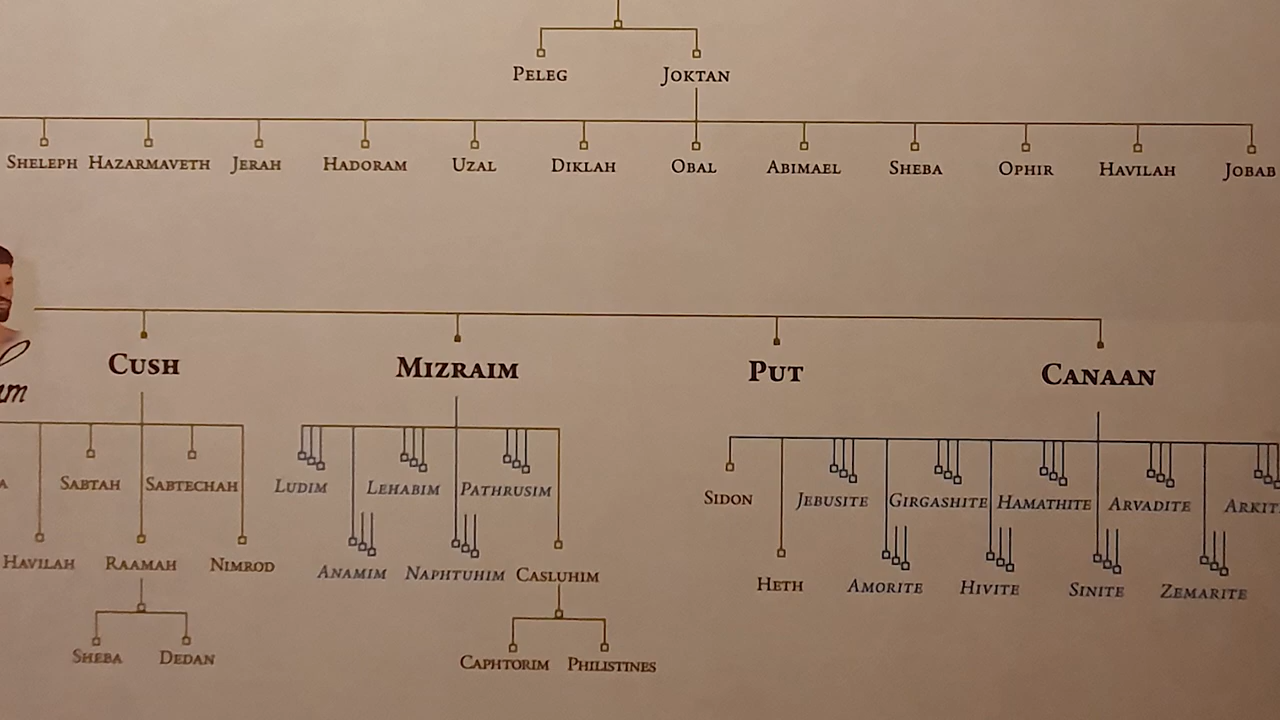 PELEG JOKTAN
SHELEPH HAZARMAVETH JERAH HADORAM UZAL DIKLAH OBAL ABIMAEL SHEBA OPHIR HAVILAH JOBAB
CUSH MIZRAIM PUT CANAAN
SABTAH SABTECHAH LUDIM LEHABIM PATHRUSIM SIDON JEBUSITE GIRGASHITE HAMATHITE ARVADITE
HAVILAH RAAMAH NIMROD ANAMIM NAPHTUHIM CASLUHIM HETH AMORITE HIVITE SINITE ZEMARITE
SHEBA DEDAN CAPHTORIM PHILISTINES